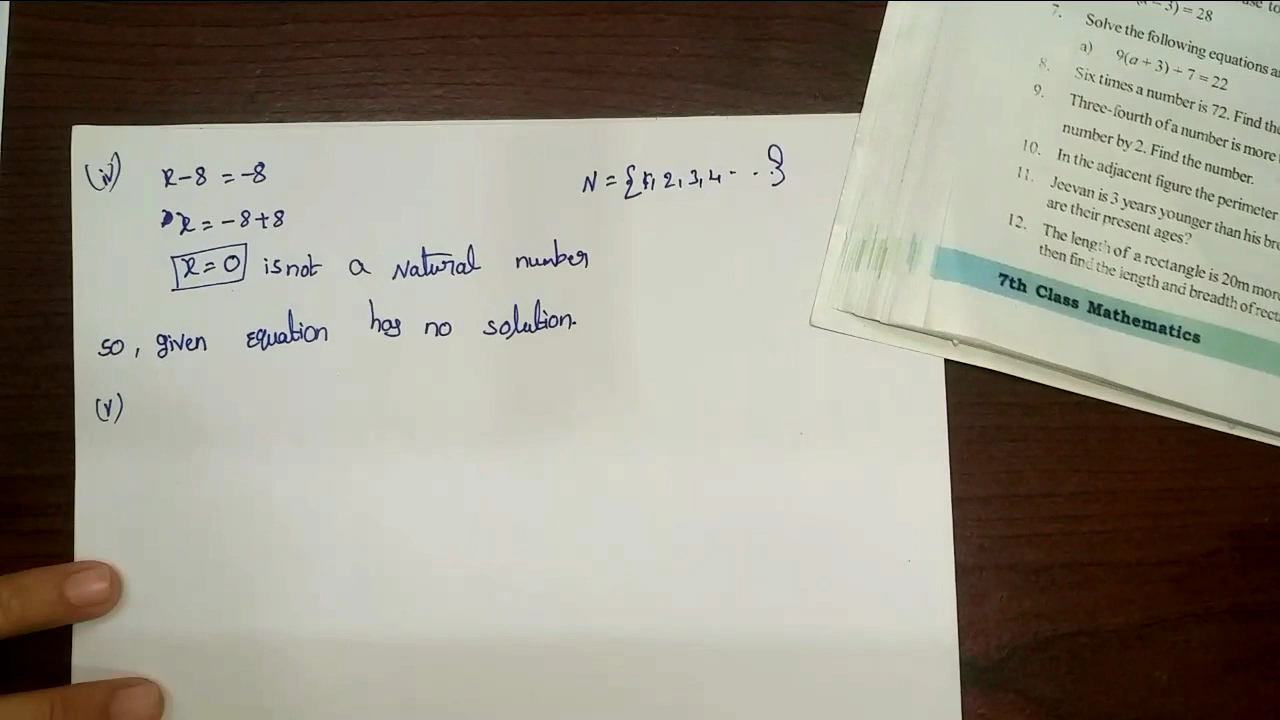 (iv) x-8 = -8
x = -8+8
x=0 is not a Natural number
so, given Equation has no solution.
(v)
N = {1, 2, 3, 4 - - .}
- 3) = 28
7. Solve the following equations
a) 9(a + 3) + 7 = 22
8. Six times a number is 72. Find the
9. Three-fourth of a number is more
number by 2. Find the number.
10. In the adjacent figure the perimeter
11. Jeevan is 3 years younger than his
are their present ages?
12. The length of a rectangle is 20m
then find the length and breadth of
7th Class Mathematics